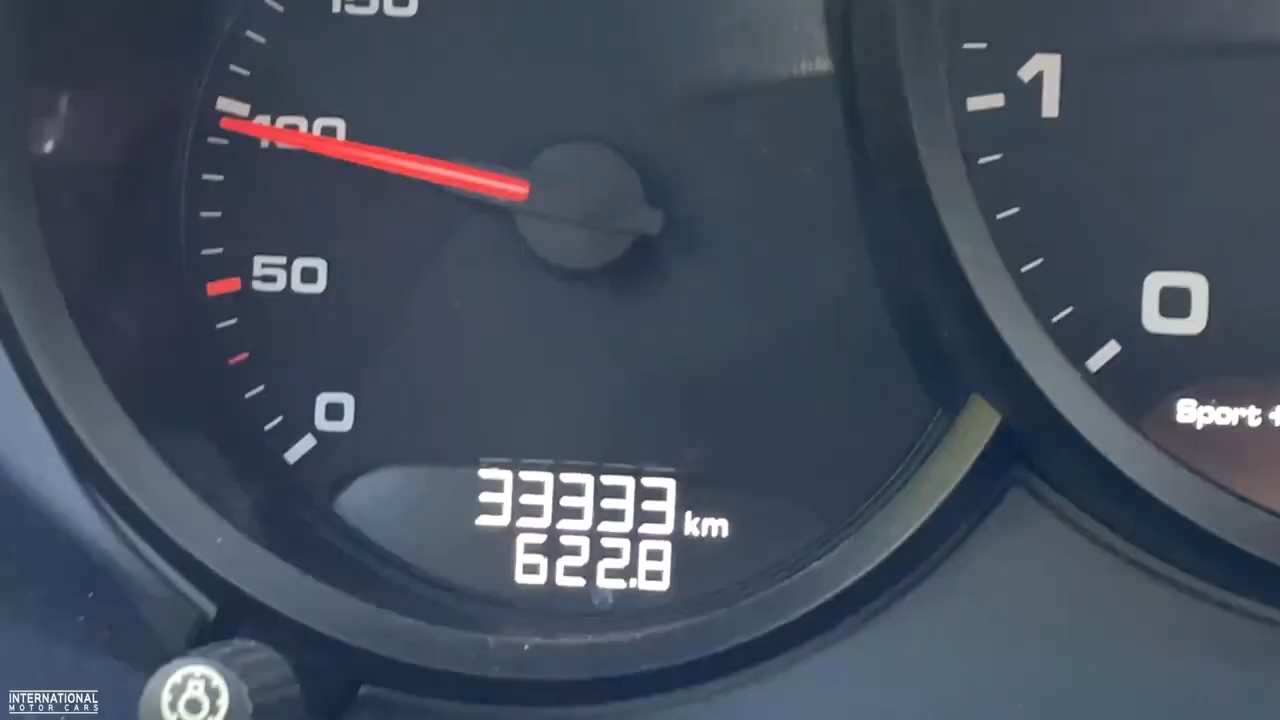 150
100
50
0
33333 km
622.8
1
0
Sport +
INTERNATIONAL
MOTOR CARS